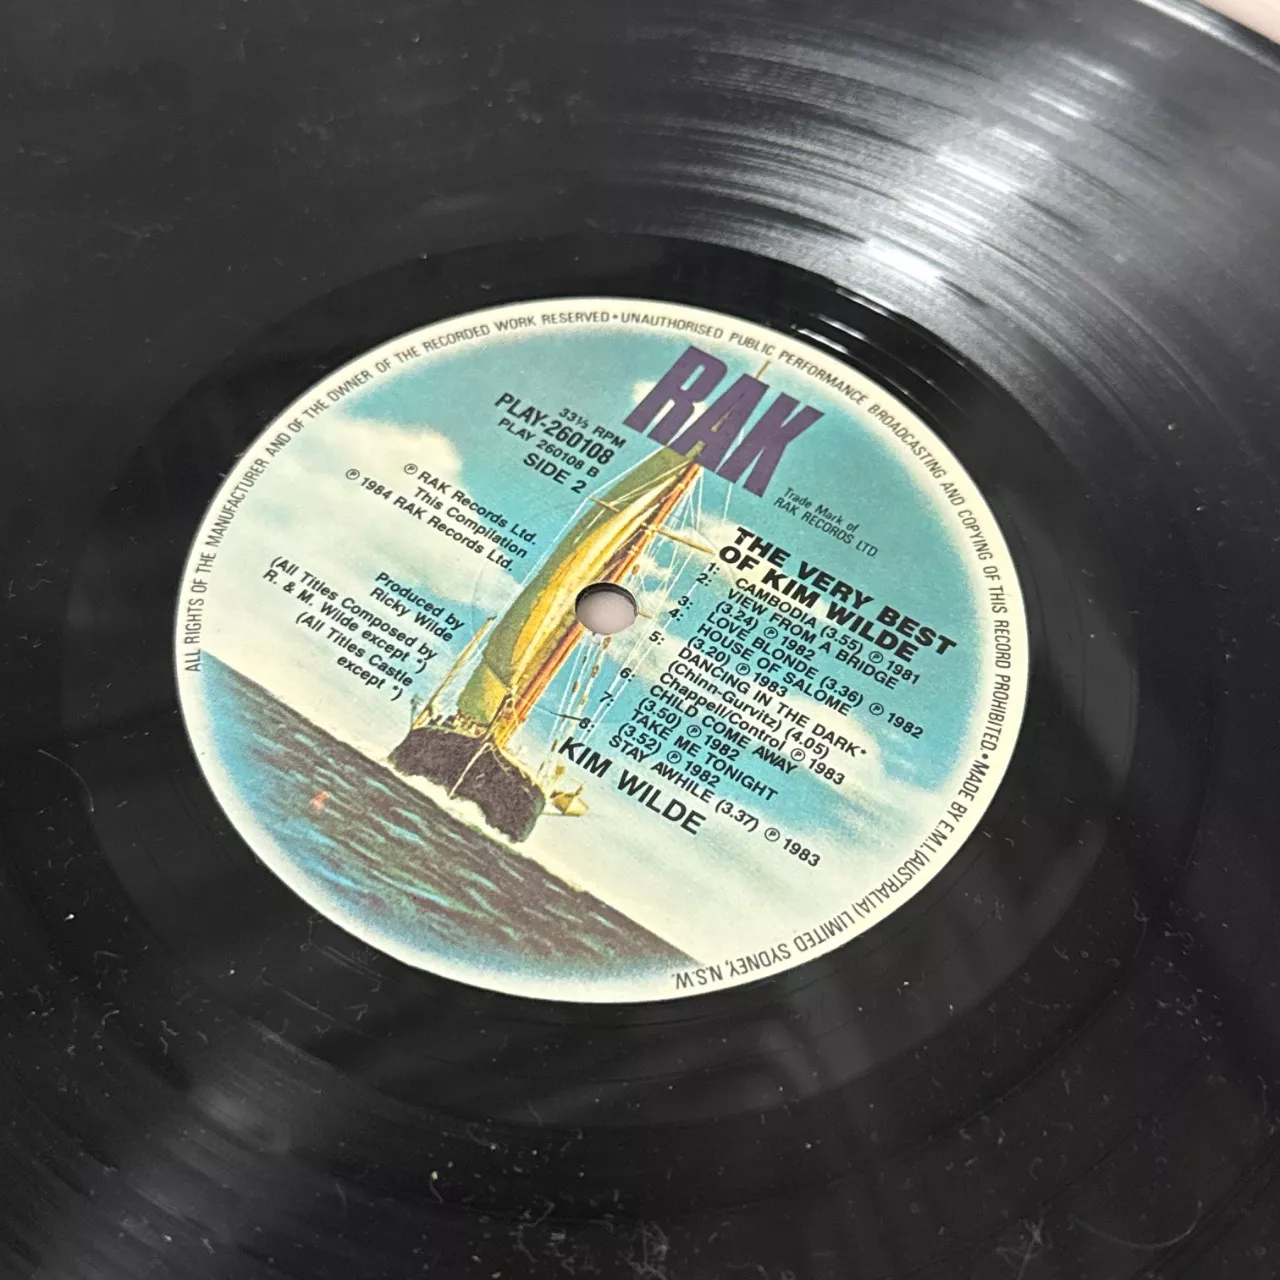 ALL RIGHTS OF THE MANUFACTURER AND OF THE OWNER OF THE RECORDED WORK RESERVED • UNAUTHORISED PUBLIC PERFORMANCE BROADCASTING AND COPYING OF THIS RECORD PROHIBITED • MADE BY E.M.I. (AUSTRALIA) LIMITED SYDNEY, N.S.W.
RAK
Trade Mark of
RAK RECORDS LTD.
33⅓ RPM
PLAY-260108
PLAY 260108 B
SIDE 2
℗ RAK Records Ltd.
This Compilation
℗ 1984 RAK Records Ltd.
Produced by
Ricky Wilde
(All Titles Composed by
R. & M. Wilde except *)
(All Titles Castle
except *)
THE VERY BEST
OF KIM WILDE
1: CAMBODIA (3.55) ℗ 1981
2: VIEW FROM A BRIDGE
(3.24) ℗ 1982
3: LOVE BLONDE (3.36) ℗ 1982
4: HOUSE OF SALOME
(3.20) ℗ 1983
5: DANCING IN THE DARK*
(Chinn-Gurvitz) (4.05)
Chappell/Control ℗ 1983
6: CHILD COME AWAY
(3.50) ℗ 1982
7: TAKE ME TONIGHT
(3.52) ℗ 1982
8: STAY AWHILE (3.37) ℗ 1983
KIM WILDE